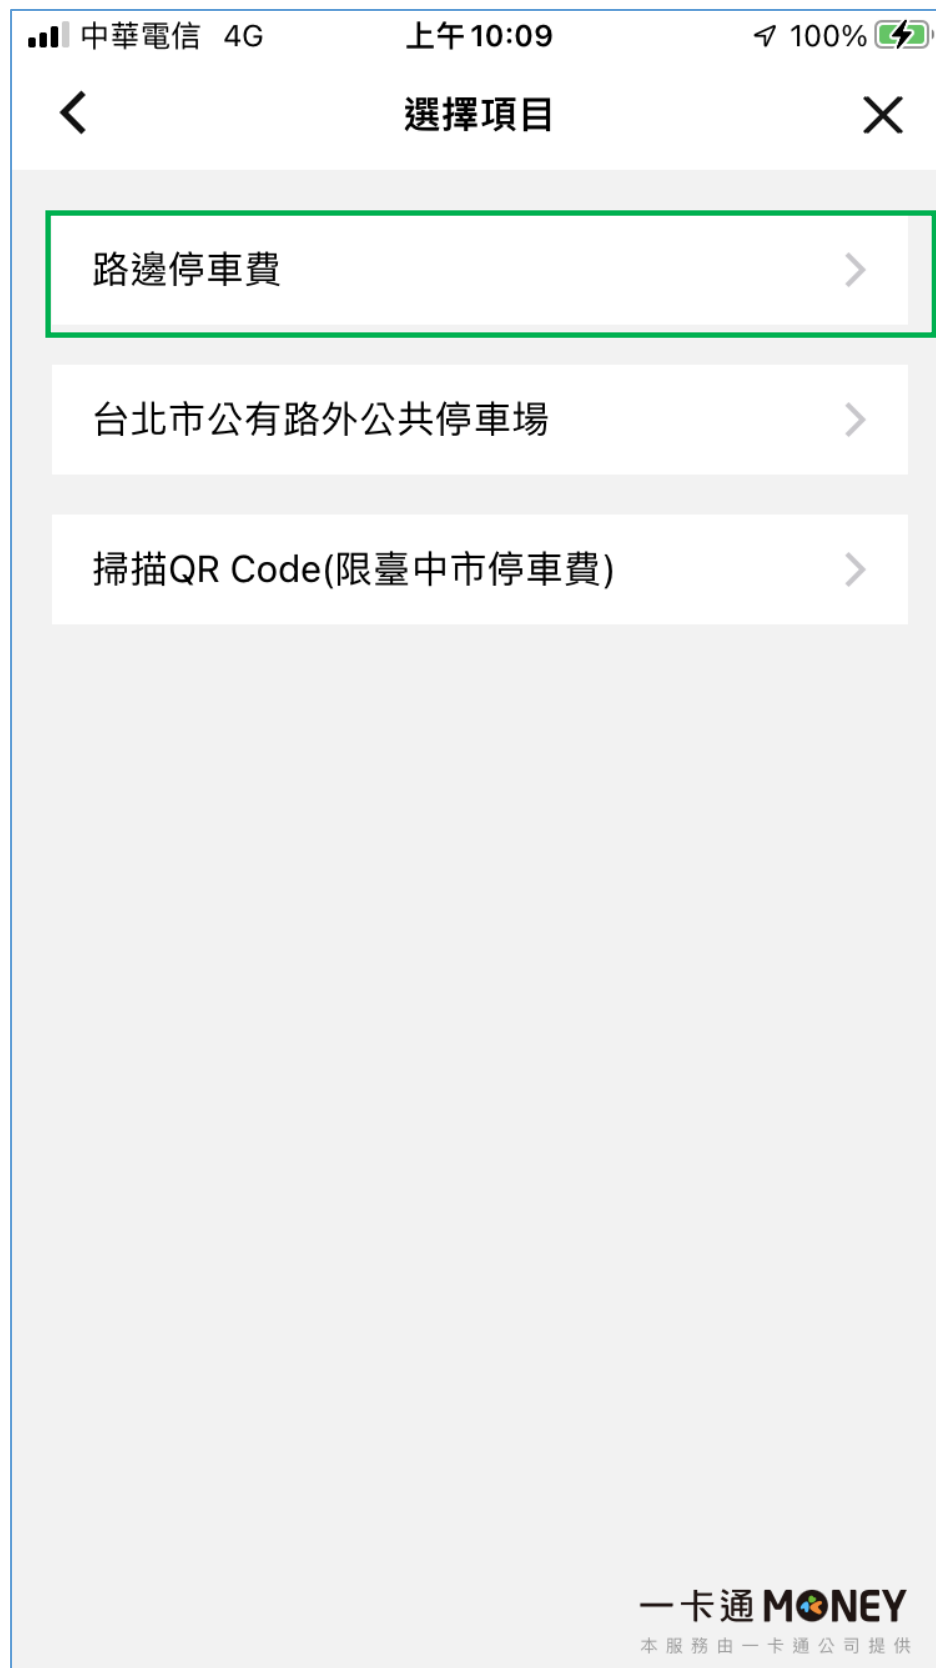 中華電信 4G 上午10:09 100%
選擇項目
路邊停車費
台北市公有路外公共停車場
掃描QR Code(限臺中市停車費)
一卡通 MONEY
本服務由一卡通公司提供